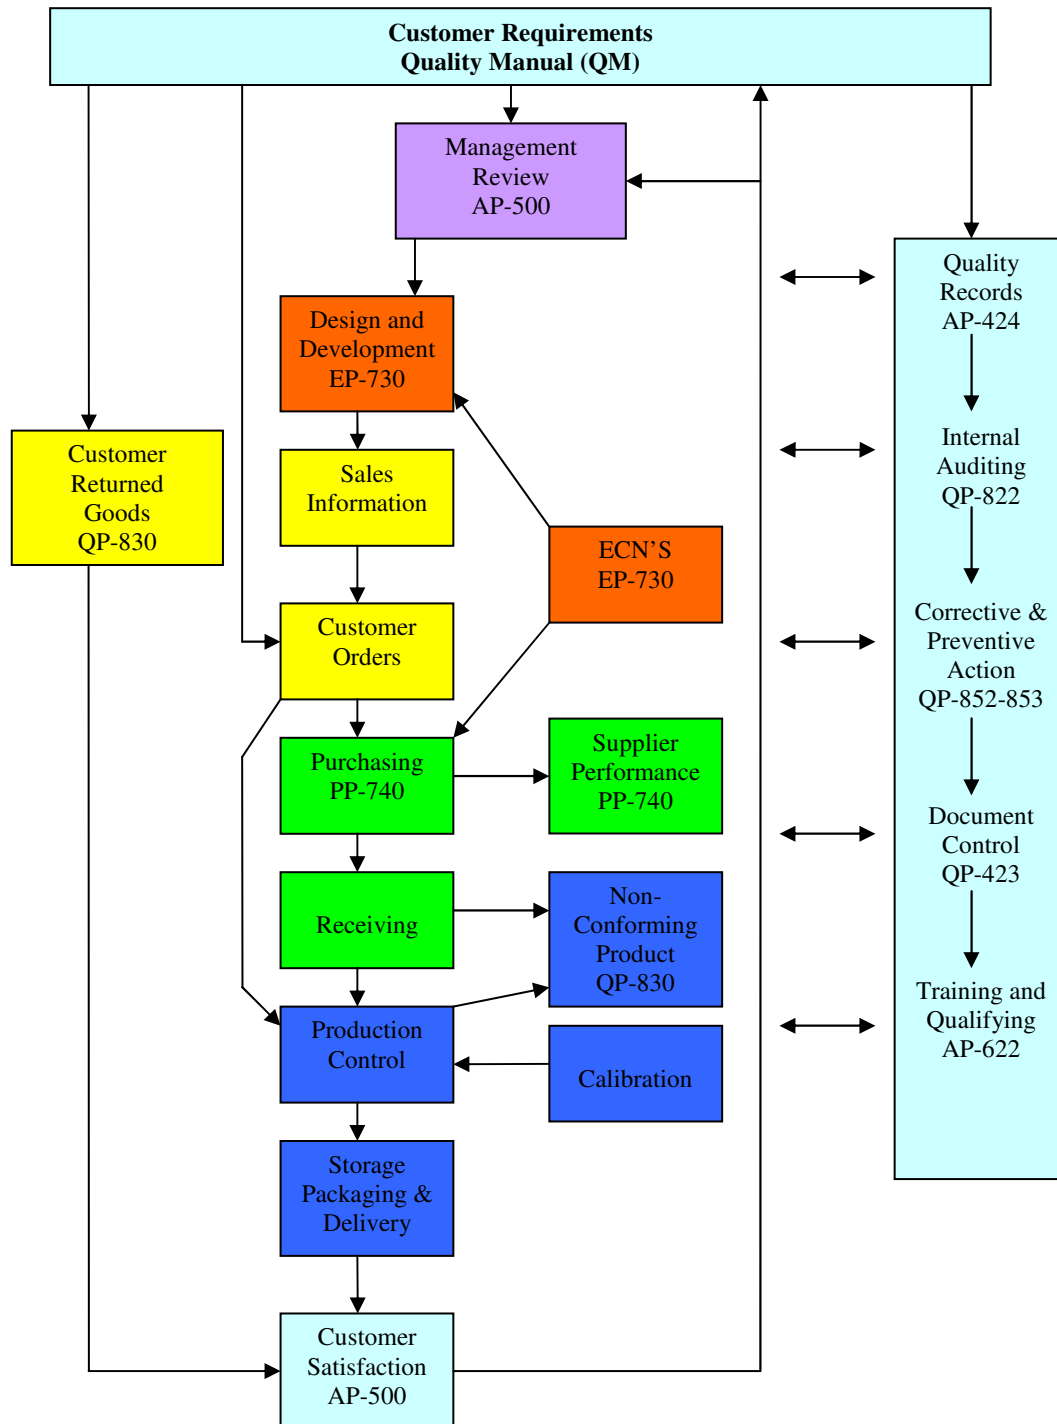 Customer Requirements
Quality Manual (QM)
Management
Review
AP-500
Quality
Records
AP-424
Design and
Development
EP-730
Internal
Auditing
QP-822
Customer
Returned
Goods
QP-830
Sales
Information
ECN’S
EP-730
Customer
Orders
Corrective &
Preventive
Action
QP-852-853
Purchasing
PP-740
Supplier
Performance
PP-740
Document
Control
QP-423
Receiving
Non-
Conforming
Product
QP-830
Training and
Qualifying
AP-622
Production
Control
Calibration
Storage
Packaging &
Delivery
Customer
Satisfaction
AP-500